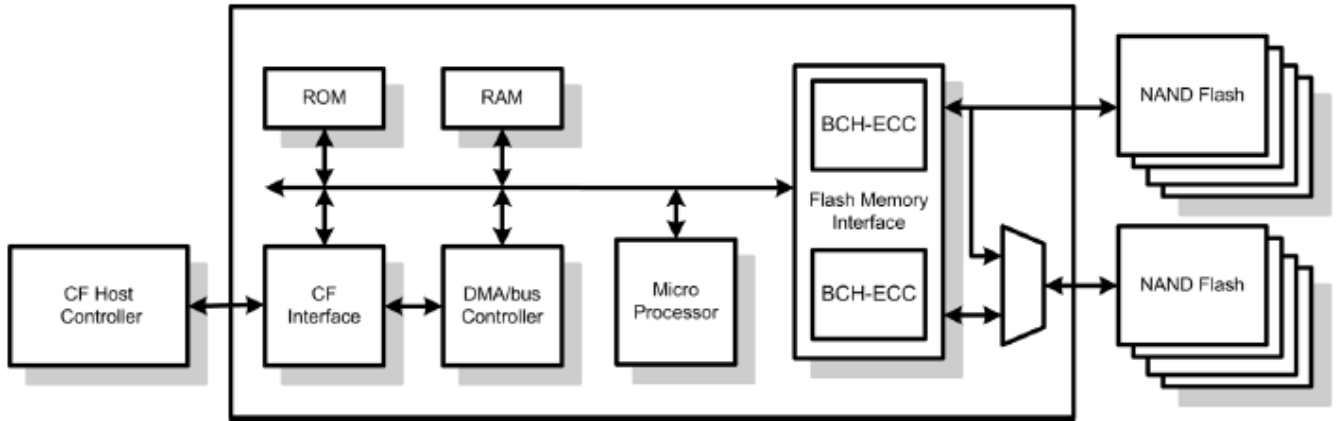 ROM
RAM
BCH-ECC
NAND Flash
Flash Memory
Interface
CF Host
Controller
CF
Interface
DMA/bus
Controller
Micro
Processor
BCH-ECC
NAND Flash